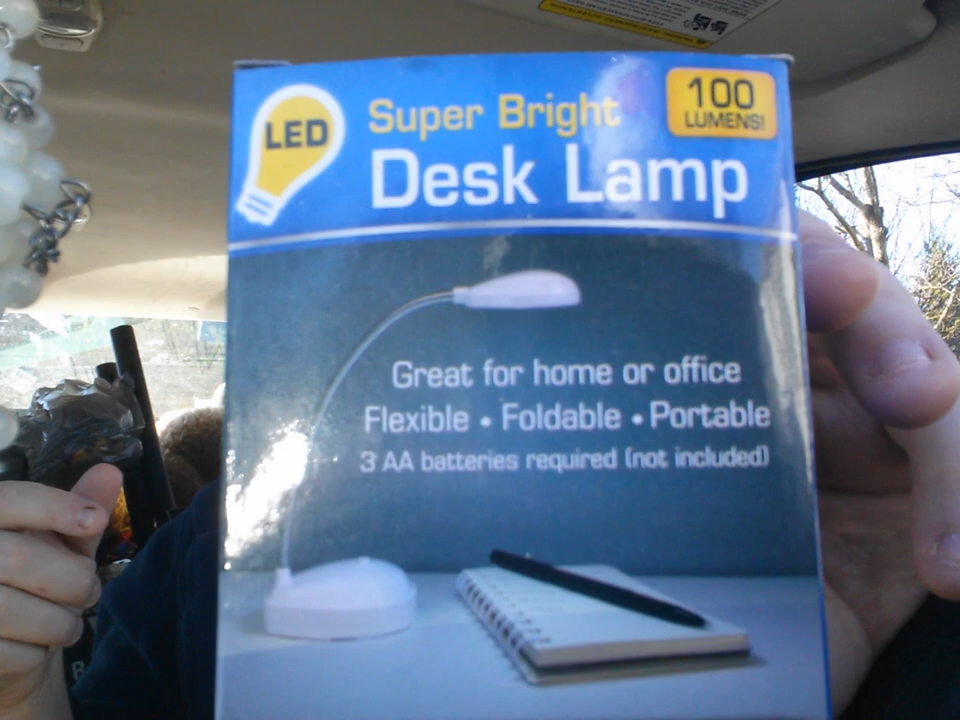 LED
Super Bright
Desk Lamp
100
LUMENS!
Great for home or office
Flexible • Foldable • Portable
3 AA batteries required (not included)